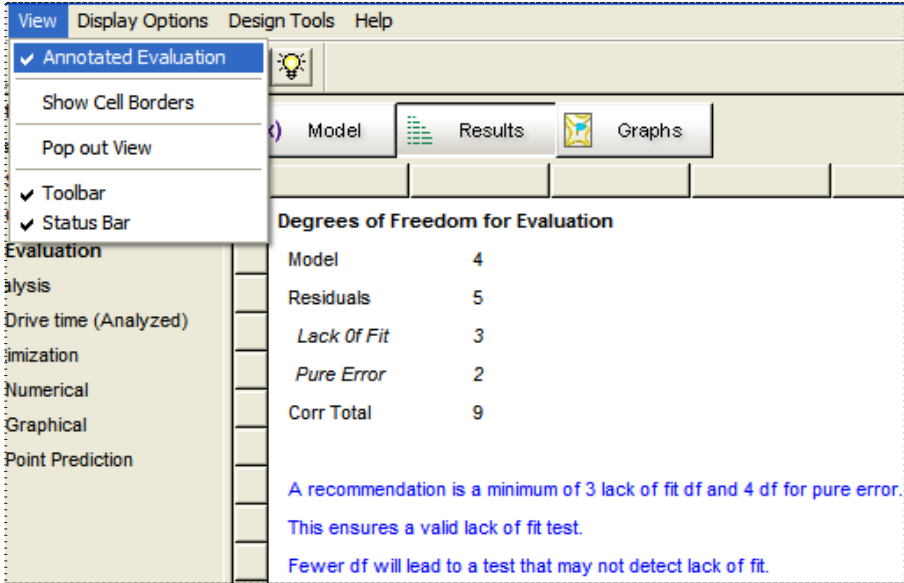 View Display Options Design Tools Help
Annotated Evaluation
Show Cell Borders
Pop out View
Toolbar
Status Bar
Model Results Graphs
Degrees of Freedom for Evaluation
Evaluation
Model 4
alysis
Residuals 5
Drive time (Analyzed)
Lack 0f Fit 3
imization
Pure Error 2
Numerical
Corr Total 9
Graphical
Point Prediction
A recommendation is a minimum of 3 lack of fit df and 4 df for pure error.
This ensures a valid lack of fit test.
Fewer df will lead to a test that may not detect lack of fit.